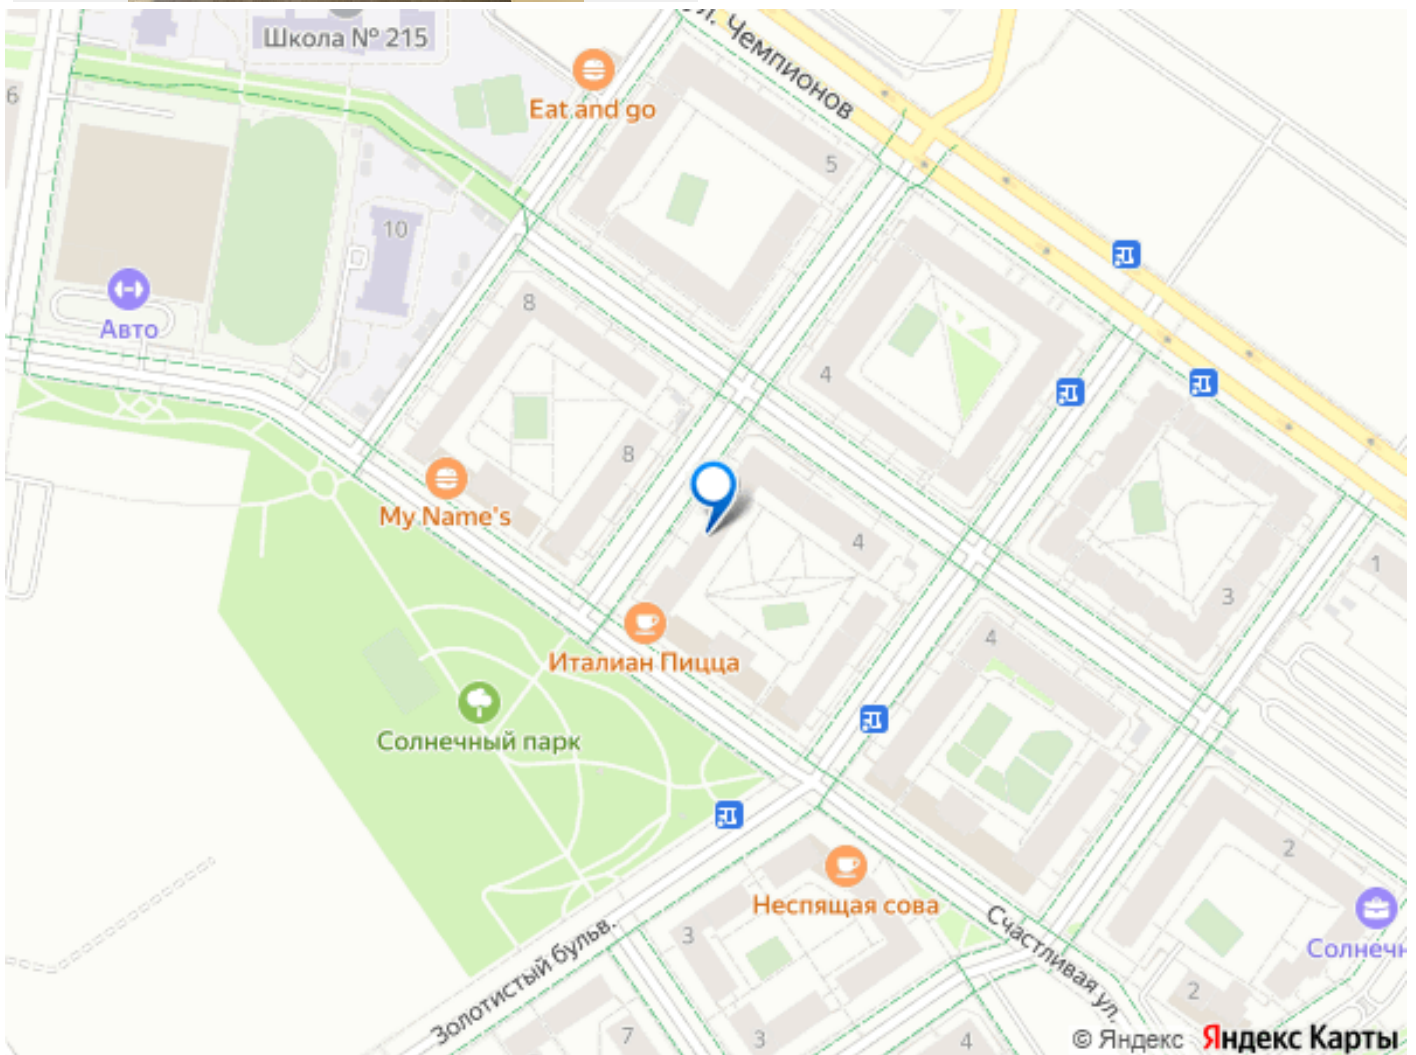 Школа № 215
ул. Чемпионов
6
Eat and go
5
10
8
Авто
4
8
My Name's
4
1
3
4
Италиан Пицца
Солнечный парк
2
Неспящая сова
3
Счастливая ул.
Солнечн
Золотистый бульв.
2
7
3
4
© Яндекс Яндекс Карты